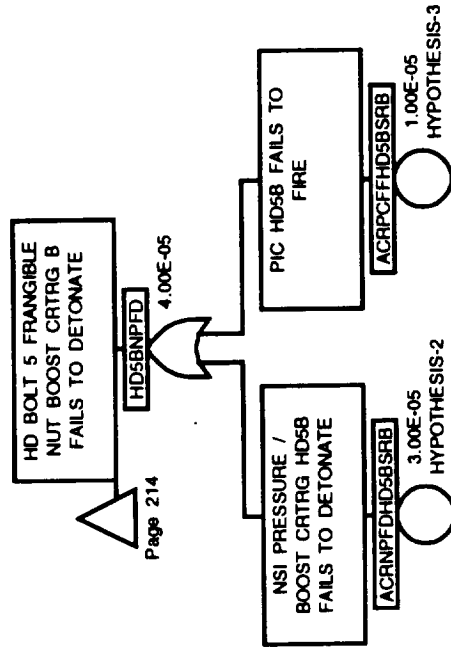 HD BOLT 5 FRANGIBLE
NUT BOOST CRTRG B
FAILS TO DETONATE
Page 214
HD5BNPFD
4.00E-05
NSI PRESSURE /
BOOST CRTRG HD5B
FAILS TO DETONATE
ACRNPFDHD5BSRB
3.00E-05
HYPOTHESIS-2
PIC HD5B FAILS TO
FIRE
ACRPCFFHD5BSRB
1.00E-05
HYPOTHESIS-3